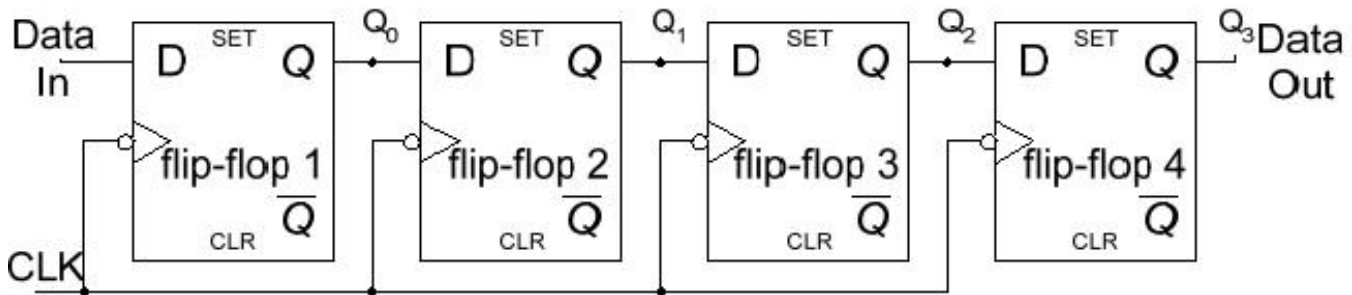 Data In
D SET Q
flip-flop 1
Q̅
CLR
Q₀
D SET Q
flip-flop 2
Q̅
CLR
Q₁
D SET Q
flip-flop 3
Q̅
CLR
Q₂
D SET Q
flip-flop 4
Q̅
CLR
Q₃
Data Out
CLK